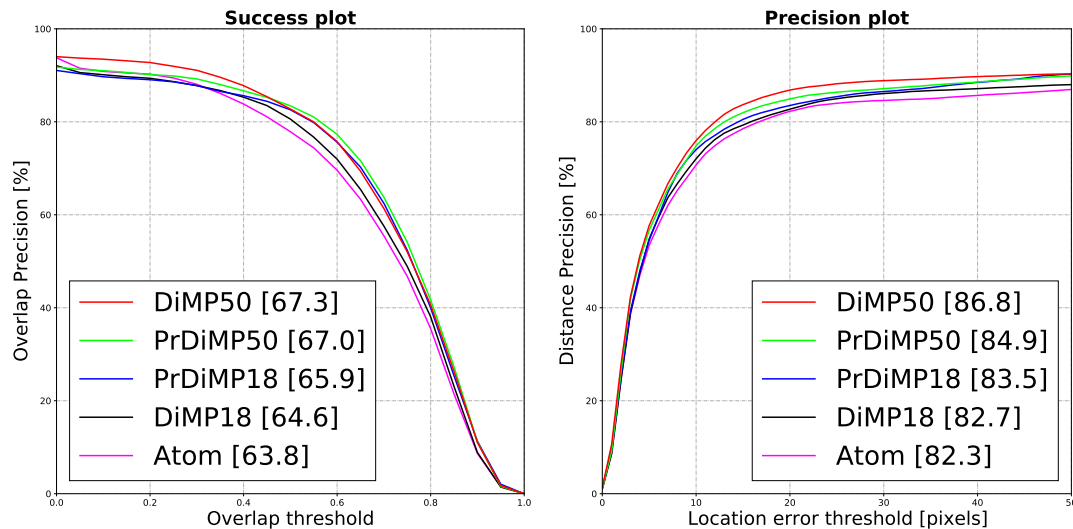 Success plot
100
80
60
40
20
0
Overlap Precision [%]
DiMP50 [67.3]
PrDiMP50 [67.0]
PrDiMP18 [65.9]
DiMP18 [64.6]
Atom [63.8]
0.0 0.2 0.4 0.6 0.8 1.0
Overlap threshold
Precision plot
100
80
60
40
20
0
Distance Precision [%]
DiMP50 [86.8]
PrDiMP50 [84.9]
PrDiMP18 [83.5]
DiMP18 [82.7]
Atom [82.3]
0 10 20 30 40 50
Location error threshold [pixels]